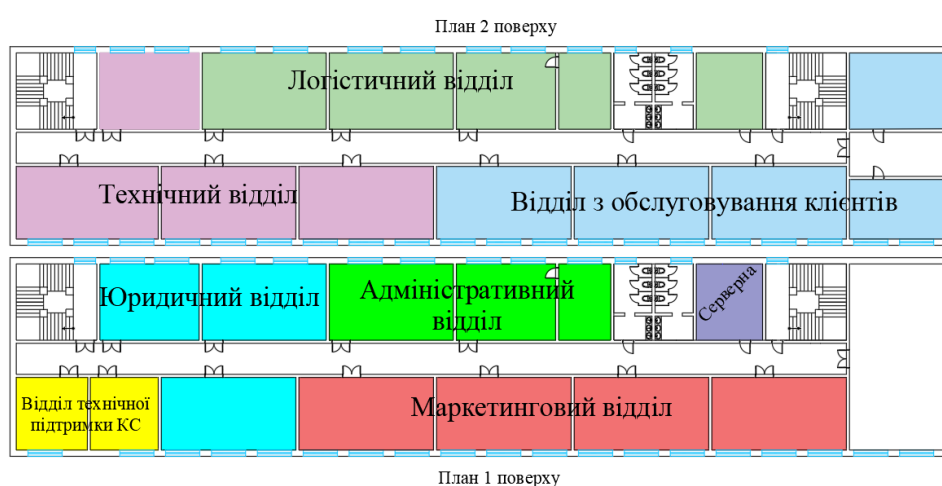 План 2 поверху
Логістичний відділ
Технічний відділ
Відділ з обслуговування клієнтів
Юридичний відділ
Адміністративний
відділ
Серверна
Відділ технічної
підтримки КС
Маркетинговий відділ
План 1 поверху